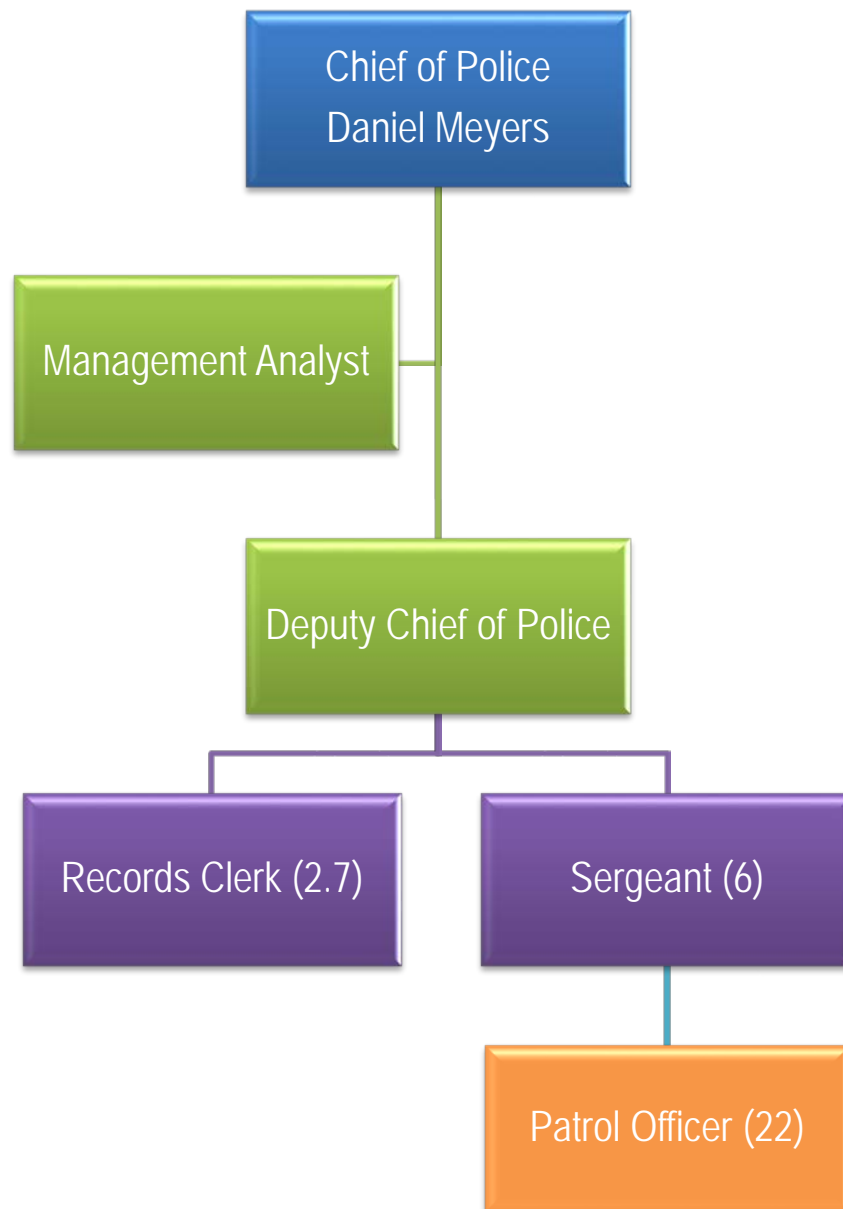 Chief of Police
Daniel Meyers
Management Analyst
Deputy Chief of Police
Records Clerk (2.7)
Sergeant (6)
Patrol Officer (22)